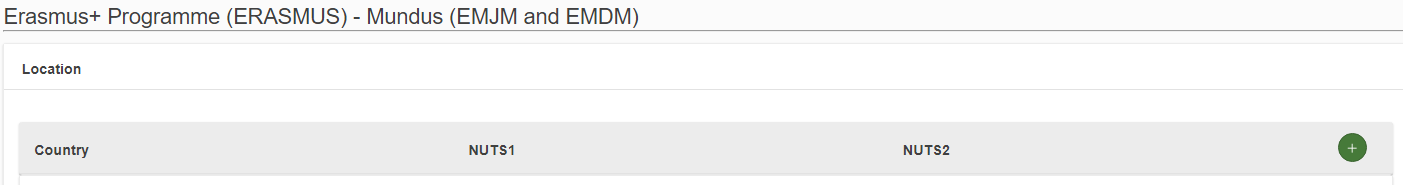 Erasmus+ Programme (ERASMUS) - Mundus (EMJM and EMDM)
Location
Country NUTS1 NUTS2 +